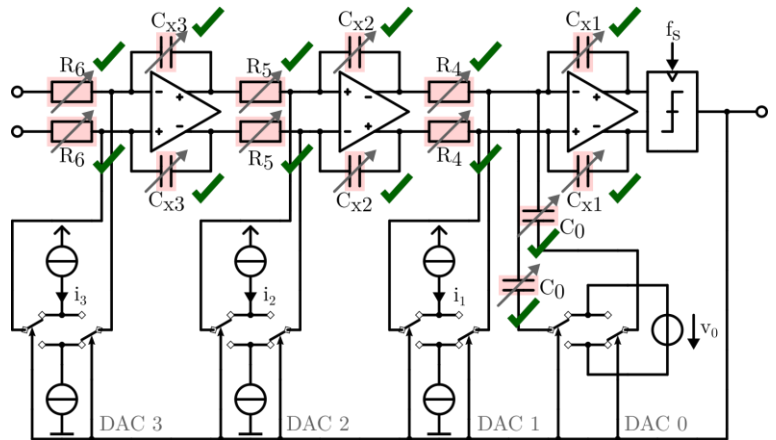 Cx3 Cx2 Cx1 fs
R6 R5 R4
R6 R5 R4
Cx3 Cx2 Cx1
C0
C0
i3 i2 i1 v0
DAC 3 DAC 2 DAC 1 DAC 0